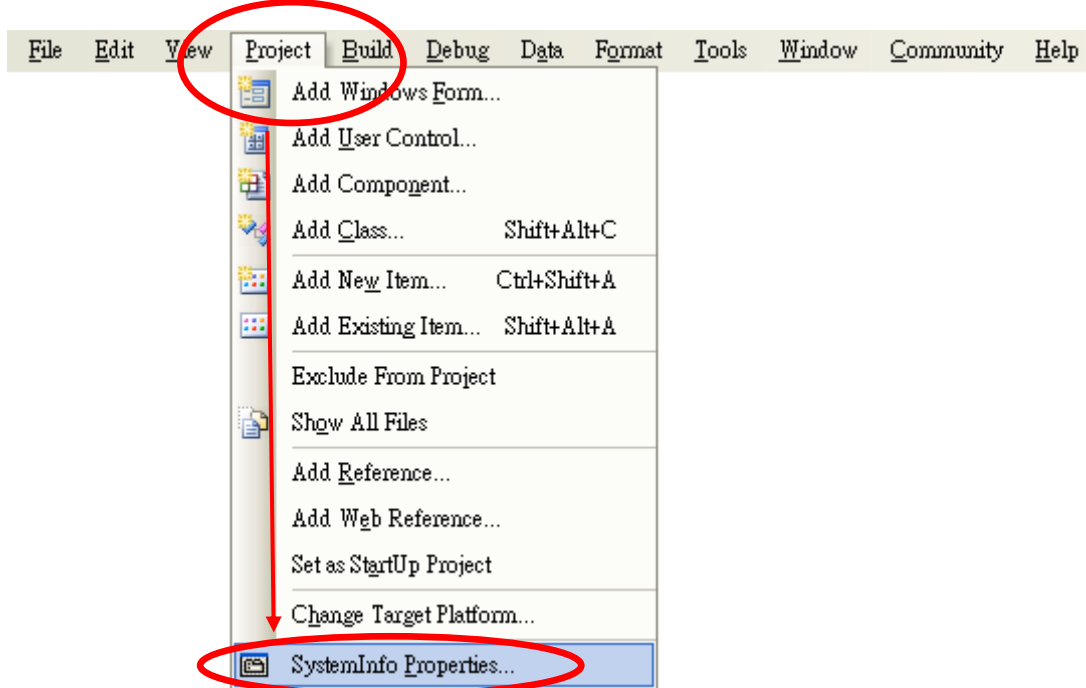 File Edit View Project Build Debug Data Format Tools Window Community Help
Add Windows Form...
Add User Control...
Add Component...
Add Class... Shift+Alt+C
Add New Item... Ctrl+Shift+A
Add Existing Item... Shift+Alt+A
Exclude From Project
Show All Files
Add Reference...
Add Web Reference...
Set as StartUp Project
Change Target Platform...
SystemInfo Properties...